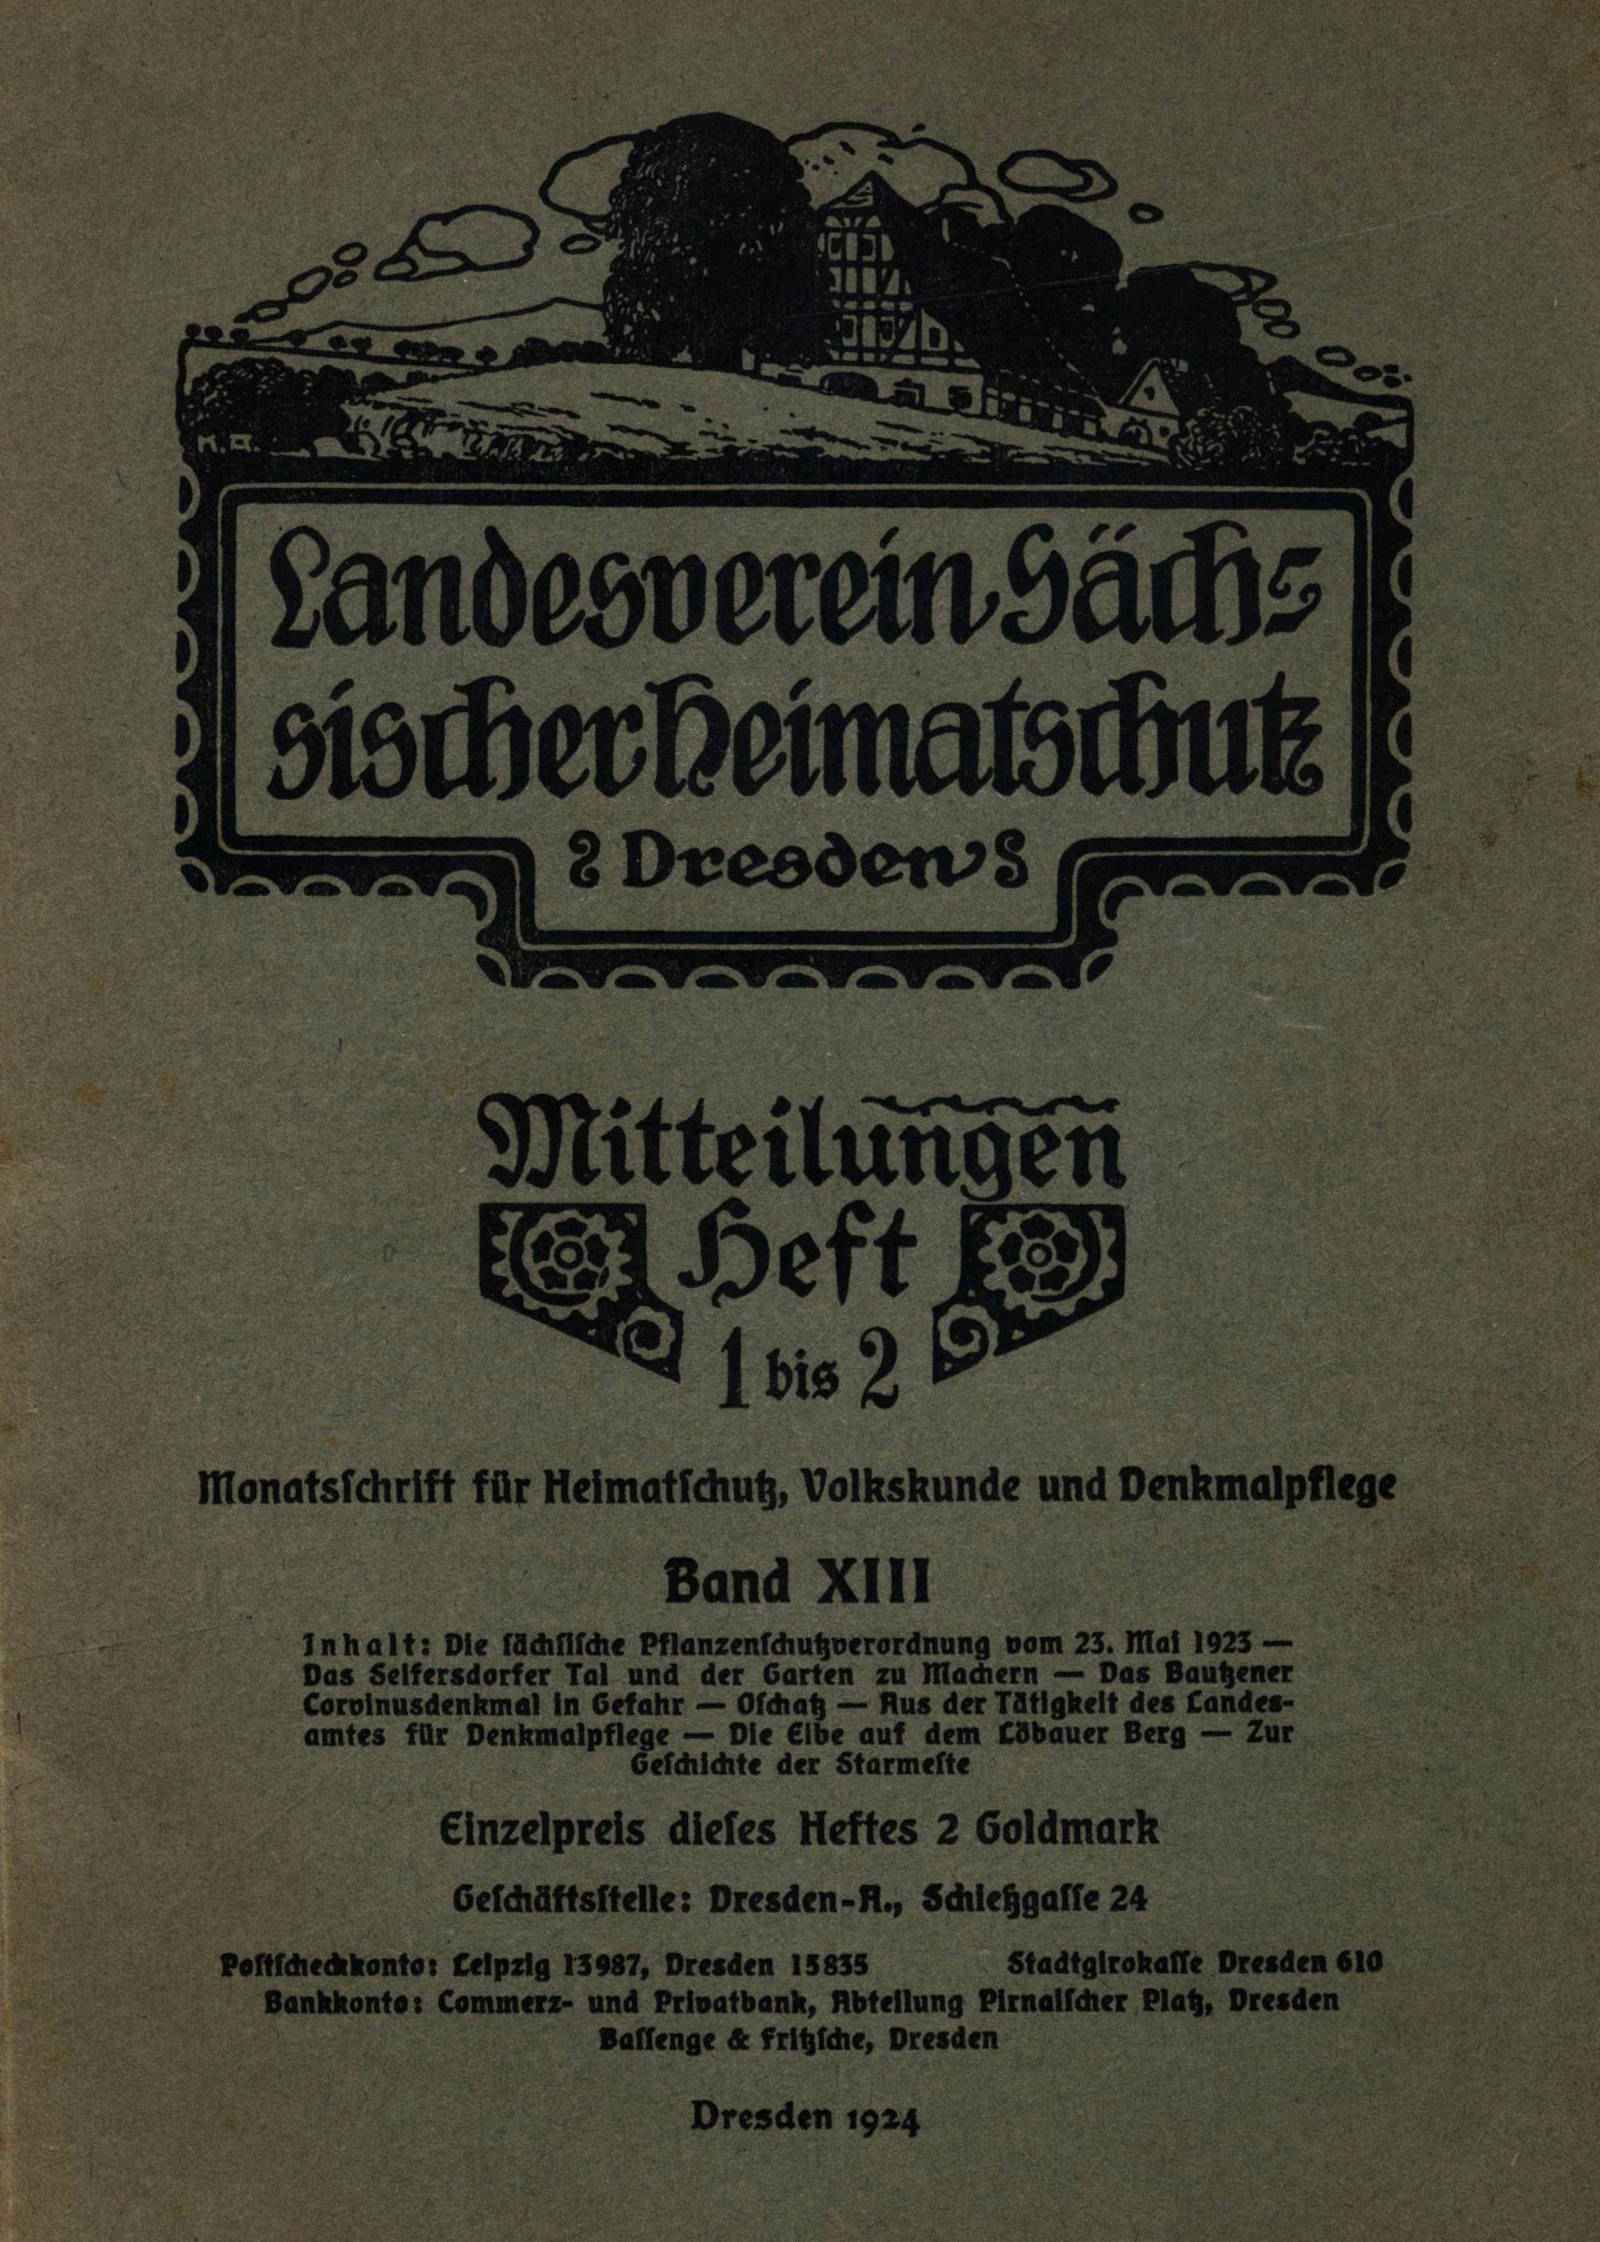 K. G.
Landesverein Säch-
sischer Heimatschutz
Dresden
Mitteilungen
Heft
1 bis 2
Monatsſchrift für Heimatſchutz, Volkskunde und Denkmalpflege
Band XIII
Inhalt: Die ſächſiſche Pflanzenſchutzverordnung vom 23. Mai 1923 —
Das Seifersdorfer Tal und der Garten zu Machern — Das Bautzener
Corvinusdenkmal in Gefahr — Oſchatz — Aus der Tätigkeit des Landes-
amtes für Denkmalpflege — Die Elbe auf dem Löbauer Berg — Zur
Geſchichte der Starmeſte
Einzelpreis dieſes Heftes 2 Goldmark
Geſchäftsſtelle: Dresden-A., Schießgaſſe 24
Poſtſcheckkonto: Leipzig 13987, Dresden 15835 Stadtgirokaſſe Dresden 610
Bankkonto: Commerz- und Privatbank, Abteilung Pirnaiſcher Platz, Dresden
Baſſenge & Fritzſche, Dresden
Dresden 1924